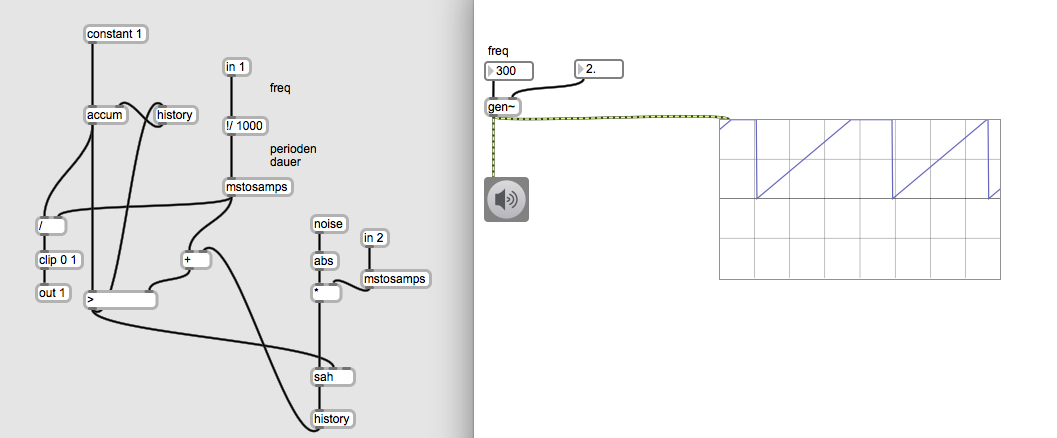 constant 1
in 1
freq
accum
history
!/ 1000
perioden
dauer
mstosamps
/
noise
in 2
+
clip 0 1
abs
mstosamps
out 1
>
*
sah
history
freq
300
2.
gen~